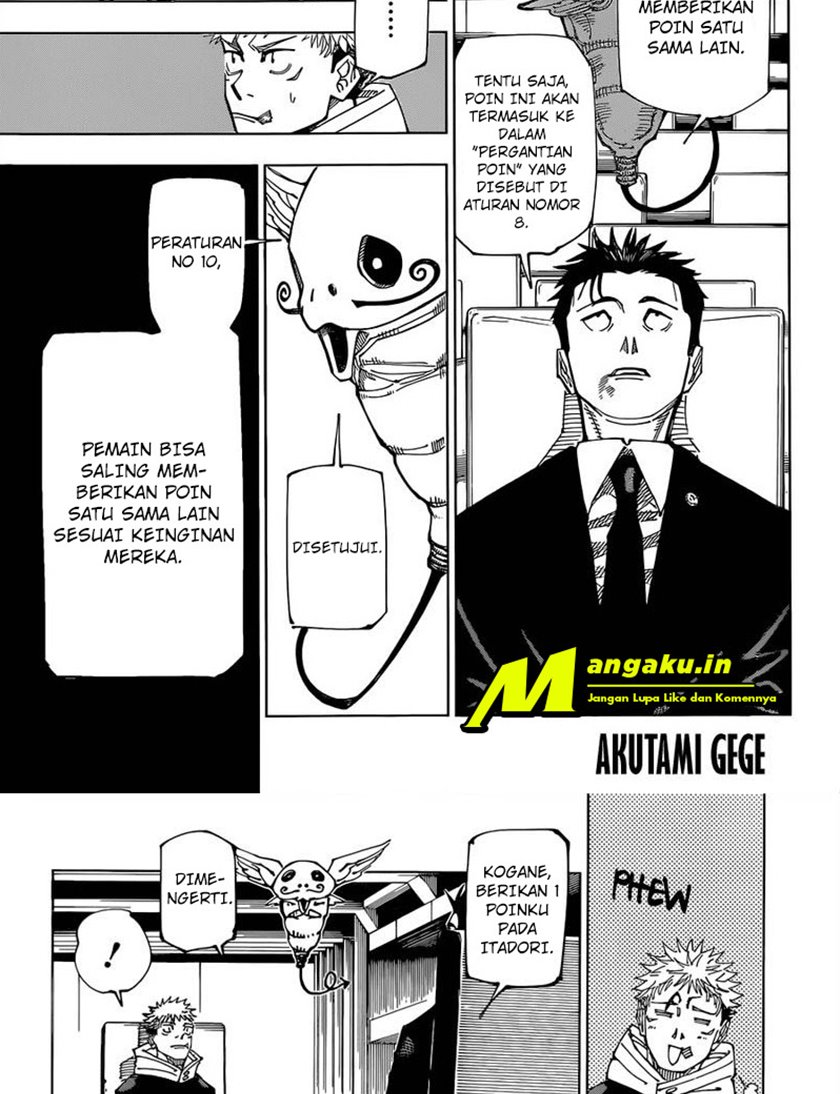 MEMBERIKAN
POIN SATU
SAMA LAIN.
TENTU SAJA,
POIN INI AKAN
TERMASUK KE
DALAM
"PERGANTIAN
POIN" YANG
DISEBUT DI
ATURAN NOMOR
8.
........
PERATURAN
NO 10,
DISETUJUI.
PEMAIN BISA
SALING MEM-
BERIKAN POIN
SATU SAMA LAIN
SESUAI KEINGINAN
MEREKA.
Mangaku.in
Jangan Lupa Like dan Komennya
AKUTAMI GEGE
PHEW
KOGANE,
BERIKAN 1
POINKU
PADA
ITADORI.
DIME-
NGERTI.
!